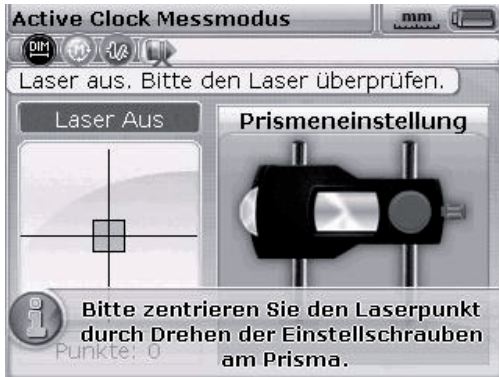 Active Clock Messmodus
mm
DIM
Laser aus. Bitte den Laser überprüfen.
Laser Aus
Prismeneinstellung
Bitte zentrieren Sie den Laserpunkt
durch Drehen der Einstellschrauben
am Prisma.
Punkte: 0